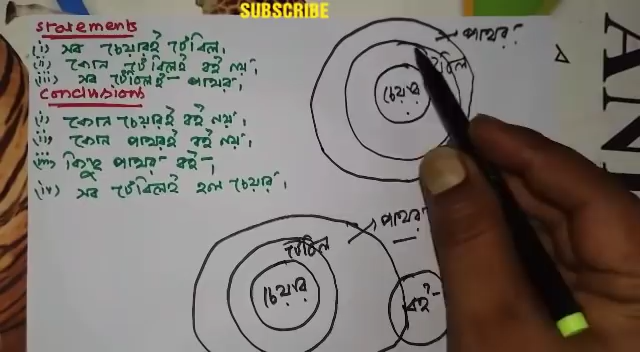 SUBSCRIBE
Statements
(i) সব চেয়ারই টেবিল।
(ii) কোন টেবিলই বই নয়।
(iii) সব টেবিলই পাথর।
Conclusions
(i) কোন চেয়ারই বই নয়।
(ii) কোন পাথরই বই নয়।
(iii) কিছু পাথর বই।
(iv) সব টেবিলই হল চেয়ার।
পাথর
টেবিল
চেয়ার
পাথর
টেবিল
চেয়ার
বই
AN